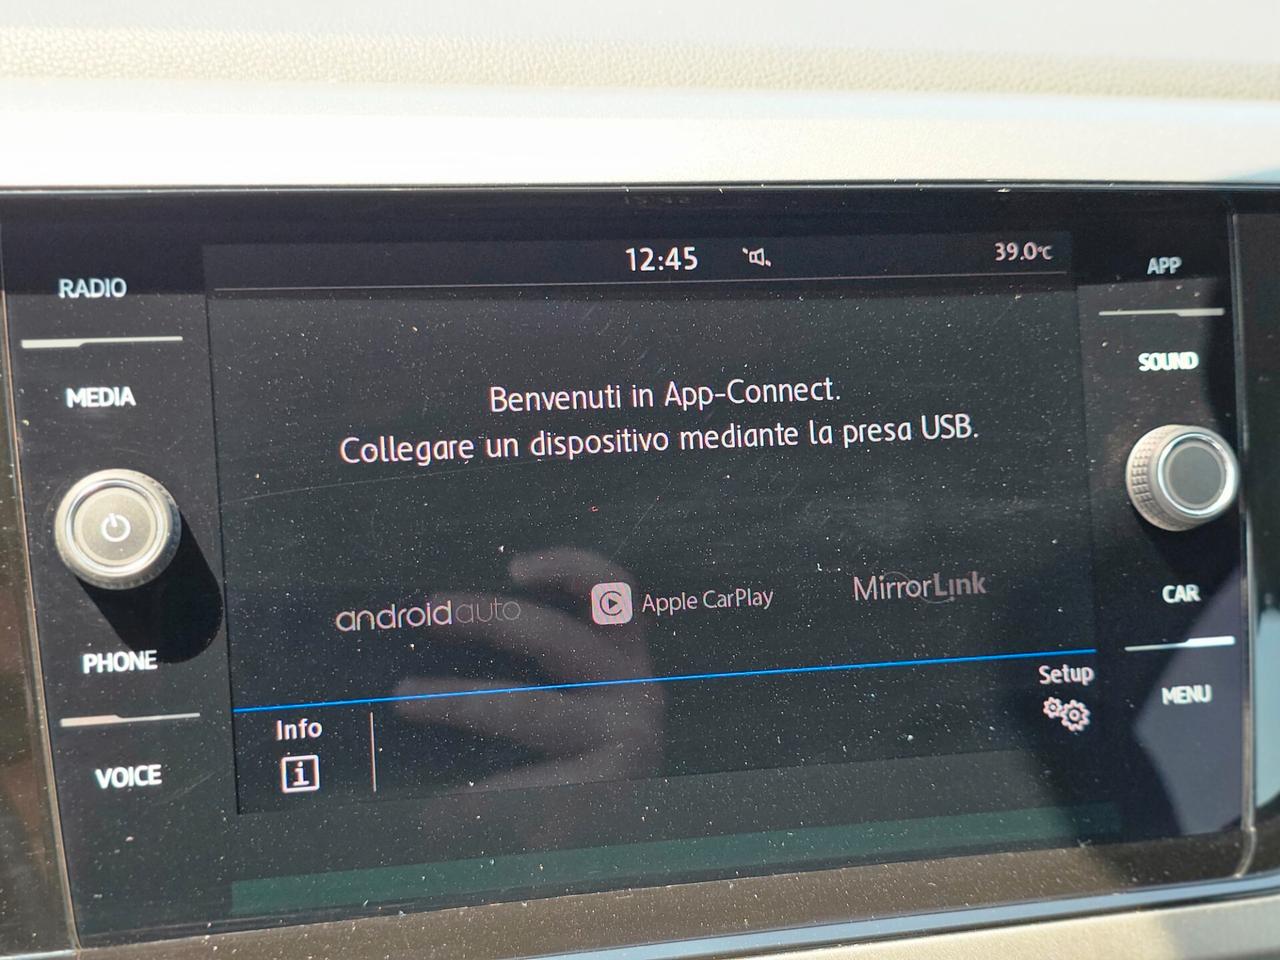 12:45
39.0°C
RADIO
MEDIA
PHONE
VOICE
Benvenuti in App-Connect.
Collegare un dispositivo mediante la presa USB.
androidauto
Apple CarPlay
MirrorLink
Info
i
Setup
APP
SOUND
CAR
MENU